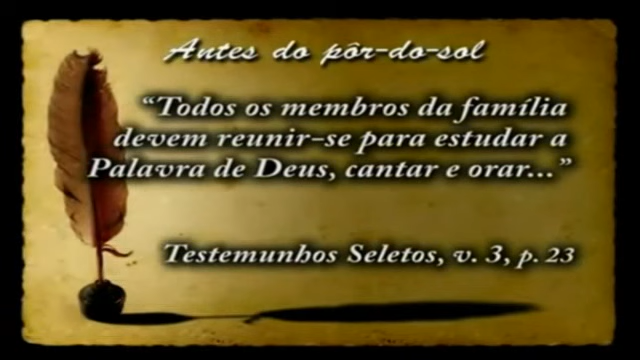 Antes do pôr-do-sol
“Todos os membros da família
devem reunir-se para estudar a
Palavra de Deus, cantar e orar...”
Testemunhos Seletos, v. 3, p. 23